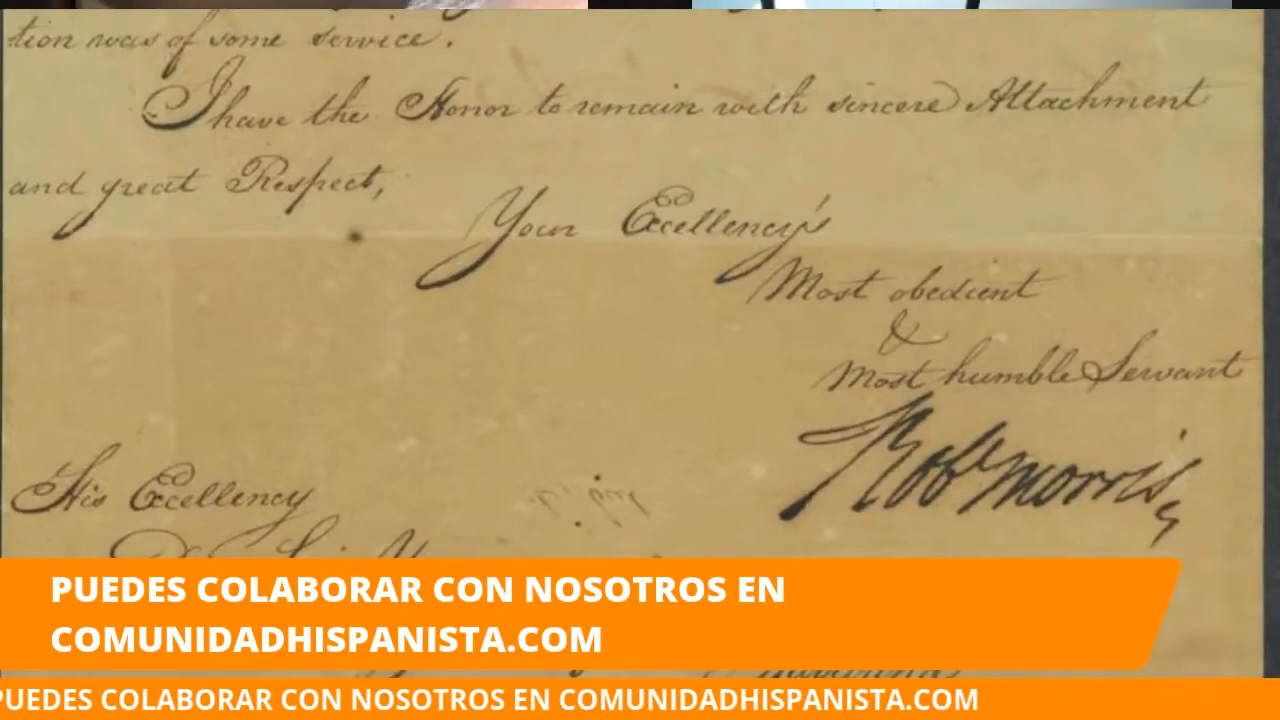 tion was of some service.
I have the Honor to remain with sincere Attachment
and great Respect,
Your Excellency's
Most obedient
&
Most humble Servant
Robt Morris,
His Excellency
PUEDES COLABORAR CON NOSOTROS EN
COMUNIDADHISPANISTA.COM
PUEDES COLABORAR CON NOSOTROS EN COMUNIDADHISPANISTA.COM